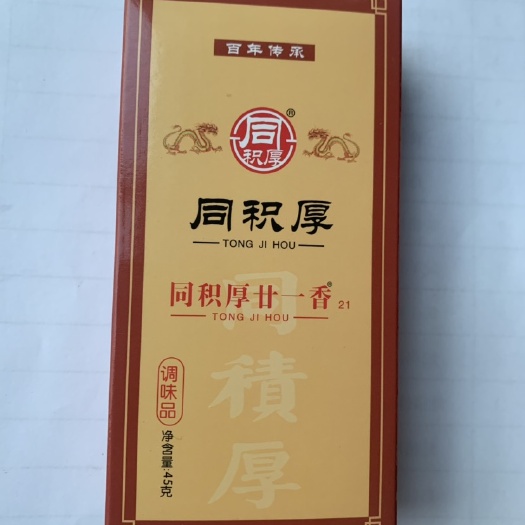 百年传承
同
积厚
®
同积厚
TONG JI HOU
同积厚廿一香® 21
TONG JI HOU
同
積
厚
调味品
净含量:45克